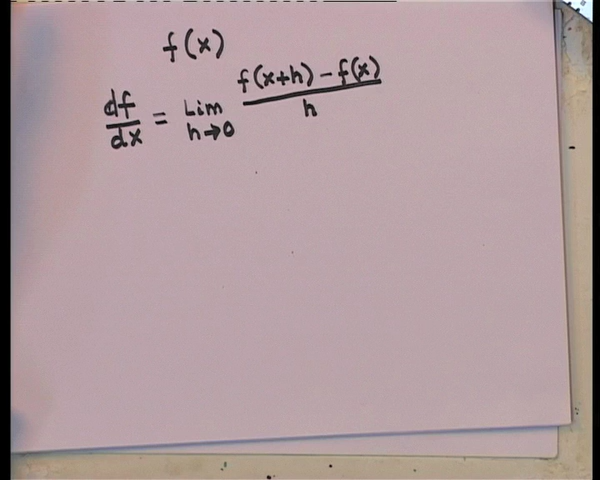 f(x)
df/dx = Lim h→0 f(x+h) - f(x) / h